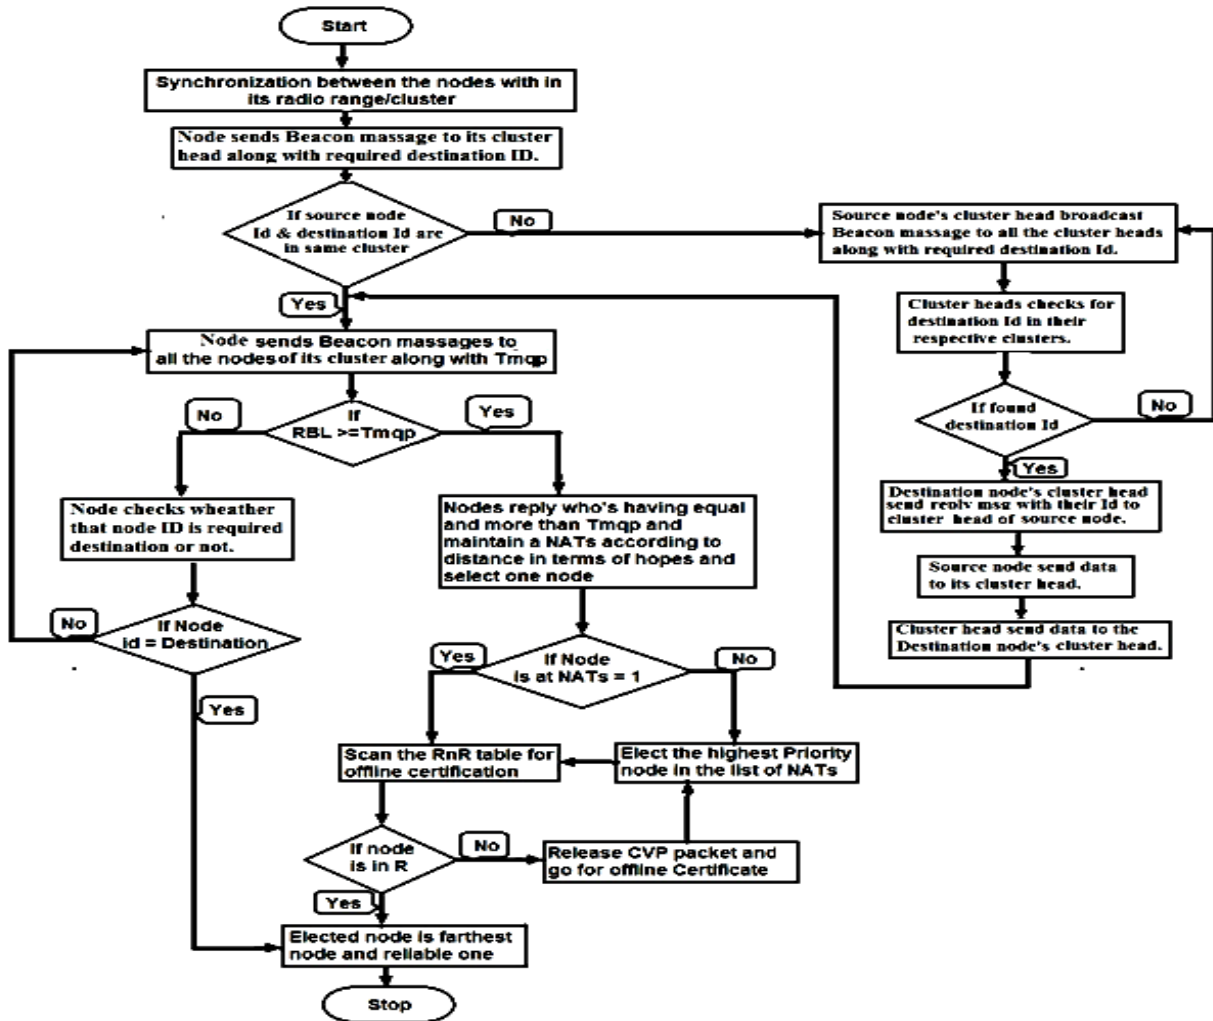 Start
Synchronization between the nodes with in
its radio range/cluster
Node sends Beacon massage to its cluster
head along with required destination ID.
If source node
Id & destination Id are
in same cluster
No
Source node's cluster head broadcast
Beacon massage to all the cluster heads
along with required destination Id.
Yes
Cluster heads checks for
destination Id in their
respective clusters.
Node sends Beacon massages to
all the nodes of its cluster along with Tmqp
If
RBL >=Tmqp
No
Yes
If found
destination Id
No
Yes
Node checks wheather
that node ID is required
destination or not.
Nodes reply who's having equal
and more than Tmqp and
maintain a NATs according to
distance in terms of hopes and
select one node
Destination node's cluster head
send reply msg with their Id to
cluster head of source node.
Source node send data
to its cluster head.
Cluster head send data to the
Destination node's cluster head.
If Node
id = Destination
No
Yes
If Node
is at NATs = 1
Yes
No
Scan the RnR table for
offline certification
Elect the highest Priority
node in the list of NATs
If node
is in R
No
Release CVP packet and
go for offline Certificate
Yes
Elected node is farthest
node and reliable one
Stop